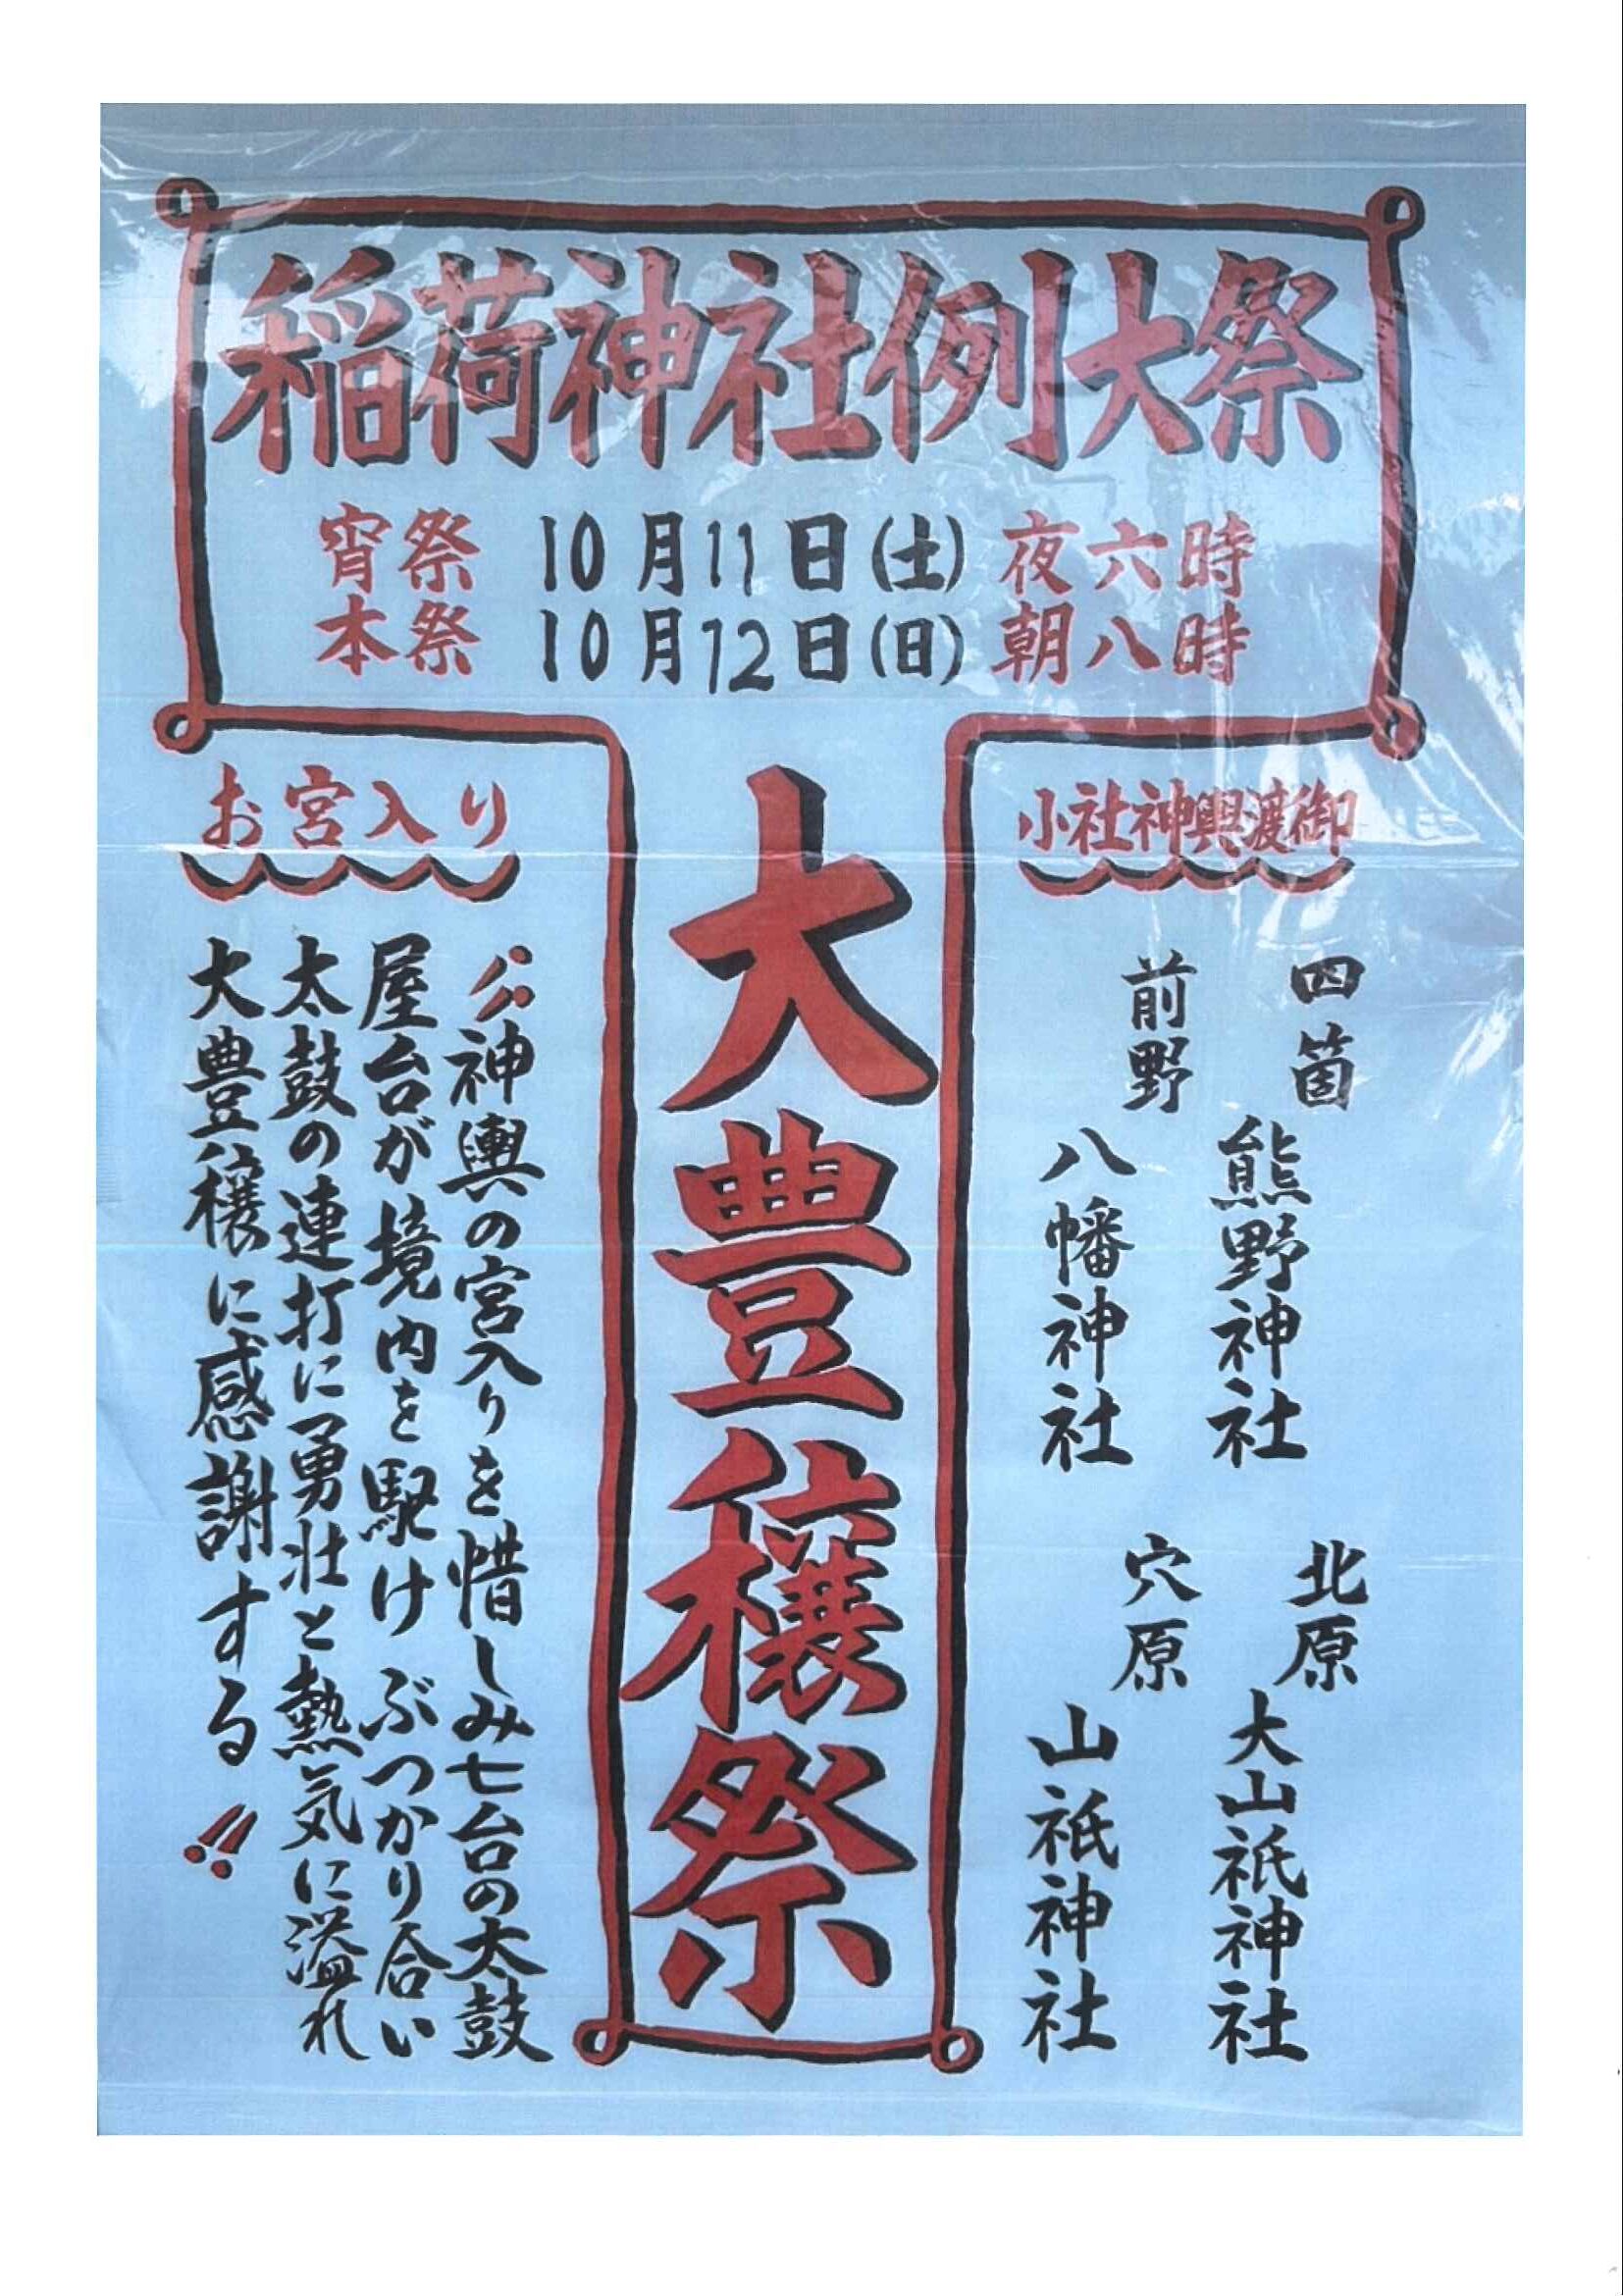 稲荷神社例大祭
宵祭 10月11日(土) 夜六時
本祭 10月12日(日) 朝八時
大豊穣祭
小社神輿渡御
四箇 熊野神社
前野 八幡神社
北原 大山祇神社
穴原 山祇神社
お宮入り
〃神輿の宮入りを惜しみ七台の太鼓
屋台が境内を駆け ぶつかり合い
太鼓の連打に勇壮と熱気に溢れ
大豊穣に感謝する!!